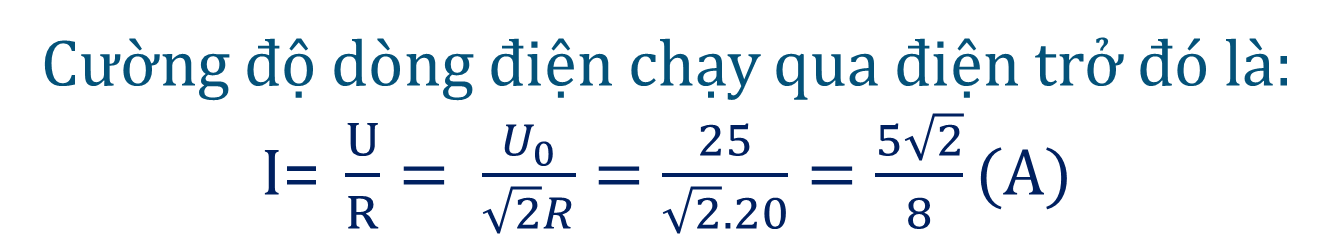 Cường độ dòng điện chạy qua điện trở đó là:
I= U/R = U₀/(√2R) = 25/(√2.20) = 5√2/8 (A)